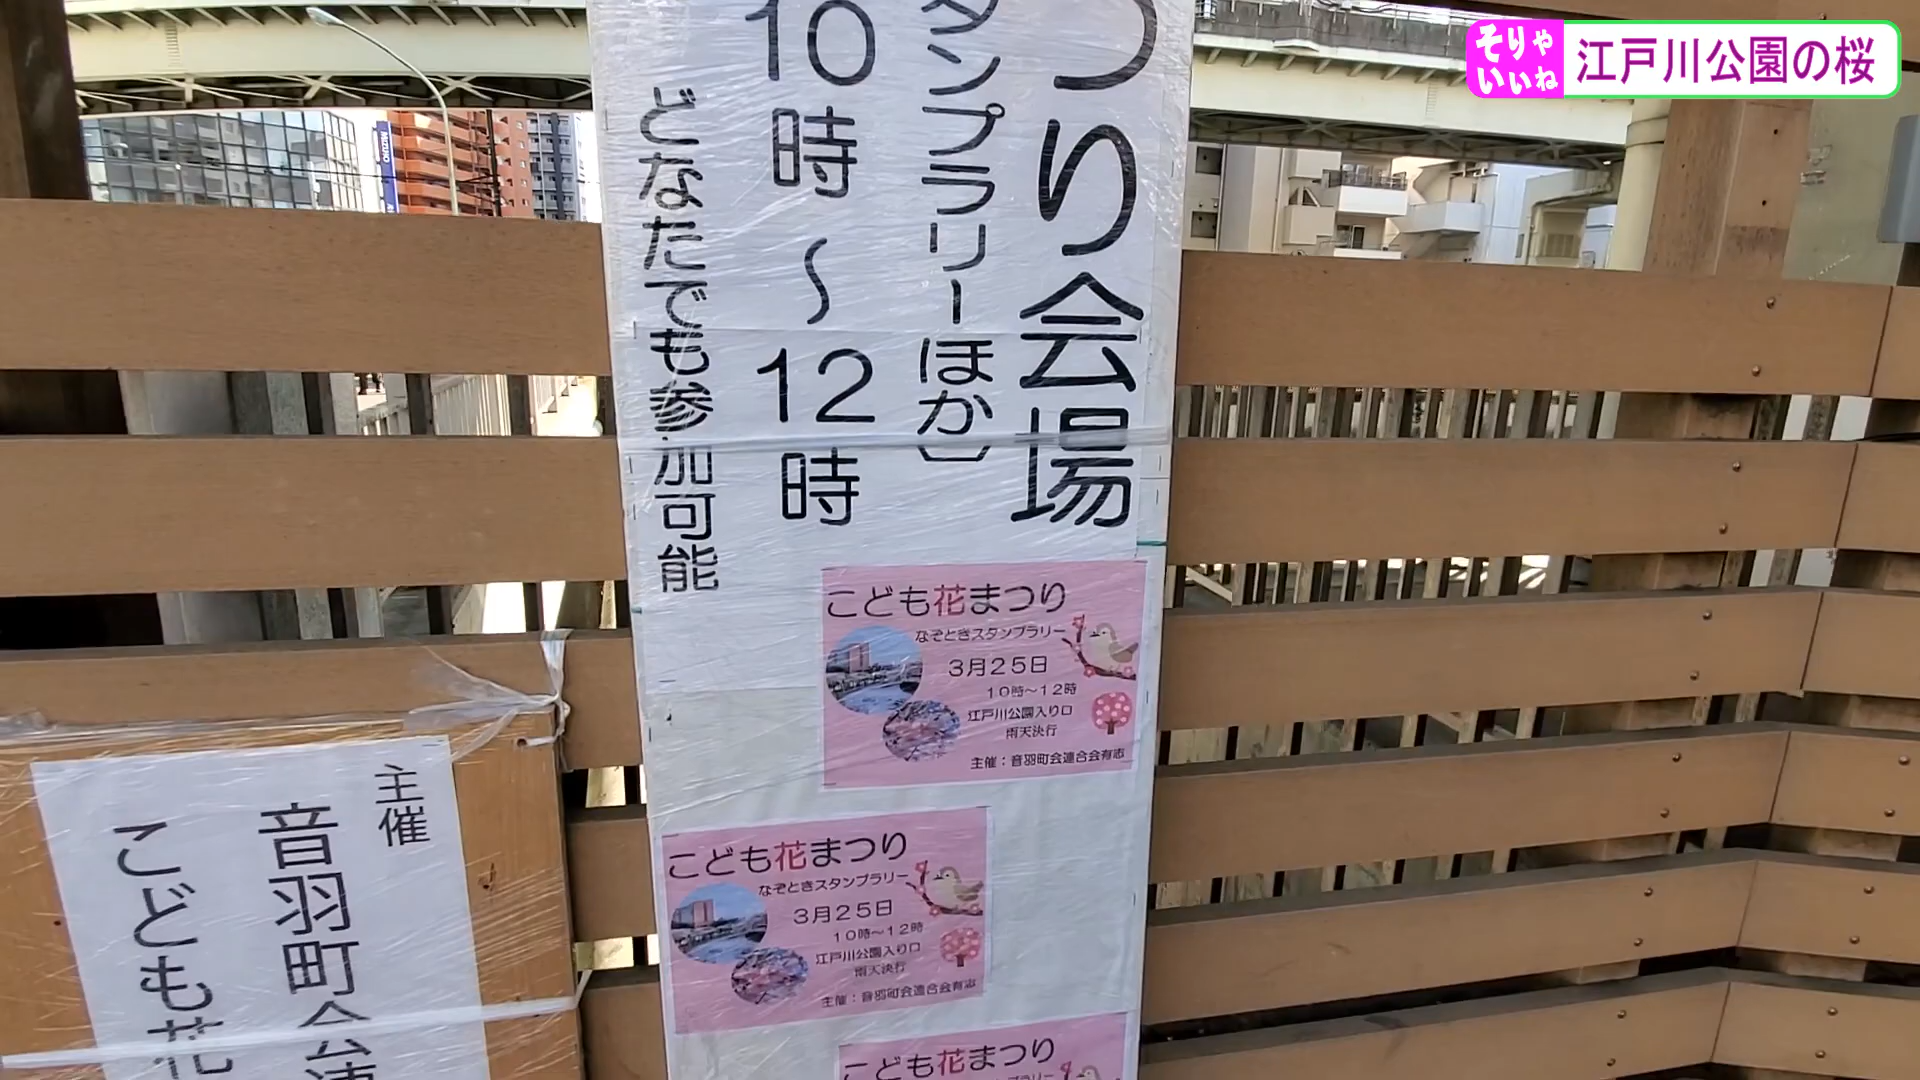 そりゃ
いいね
江戸川公園の桜
つり会場
タンプラリーほか〕
10時〜12時
どなたでも参加可能
MIZUNO
こども花まつり
なぞときスタンプラリー
3月25日
10時〜12時
江戸川公園入り口
雨天決行
主催：音羽町会連合会有志
こども花まつり
なぞときスタンプラリー
3月25日
10時〜12時
江戸川公園入り口
雨天決行
主催：音羽町会連合会有志
こども花まつり
主催
音羽町会連
こども花